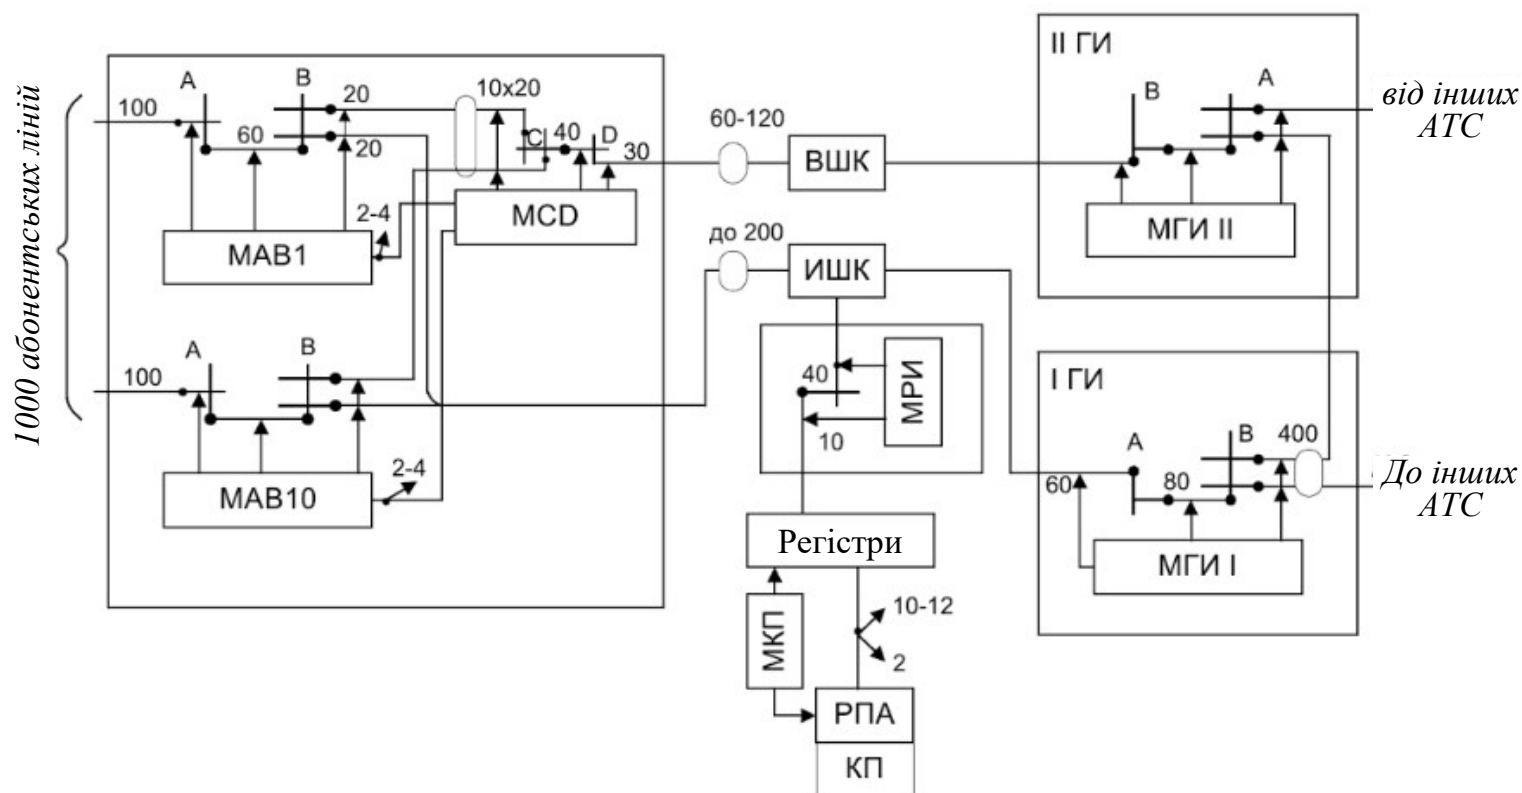 1000 абонентських ліній
100
A
B
20
60
20
10x20
C
40
D
30
2-4
MCD
МАВ1
100
A
B
2-4
МАВ10
60-120
ВШК
до 200
ИШК
40
МРИ
10
Регістри
МКП
10-12
2
РПА
КП
II ГИ
B
A
МГИ II
від інших
АТС
I ГИ
A
B
400
60
80
МГИ I
До інших
АТС